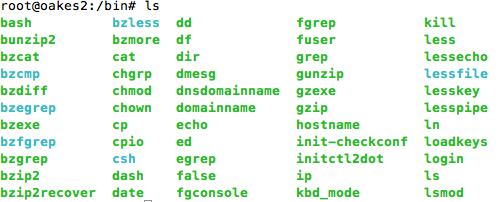 root@oakes2:/bin# ls
bash bzless dd fgrep kill
bunzip2 bzmore df fuser less
bzcat cat dir grep lessecho
bzcmp chgrp dmesg gunzip lessfile
bzdiff chmod dnsdomainname gzexe lesskey
bzegrep chown domainname gzip lesspipe
bzexe cp echo hostname ln
bzfgrep cpio ed init-checkconf loadkeys
bzgrep csh egrep initctl2dot login
bzip2 dash false ip ls
bzip2recover date fgconsole kbd_mode lsmod